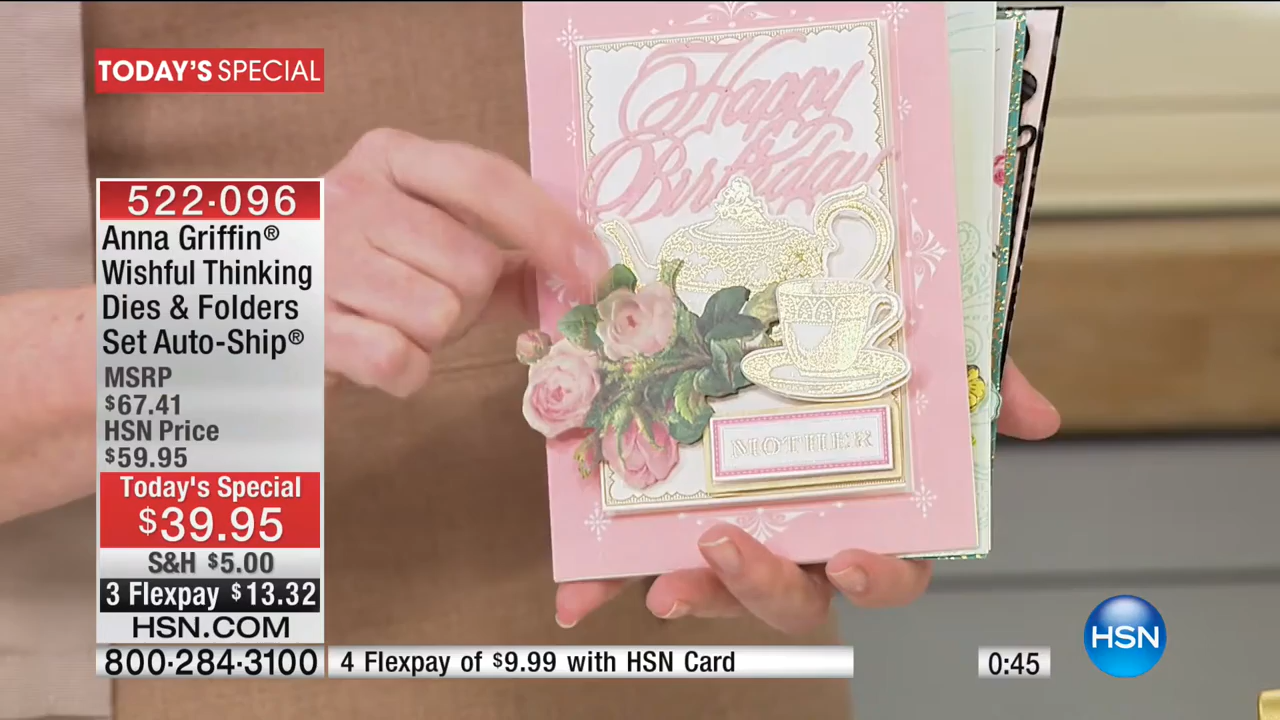 TODAY'S SPECIAL
522-096
Anna Griffin®
Wishful Thinking
Dies & Folders
Set Auto-Ship®
MSRP
$67.41
HSN Price
$59.95
Today's Special
$39.95
S&H $5.00
3 Flexpay $13.32
HSN.COM
800-284-3100
4 Flexpay of $9.99 with HSN Card
0:45
HSN
Happy
Birthday
MOTHER